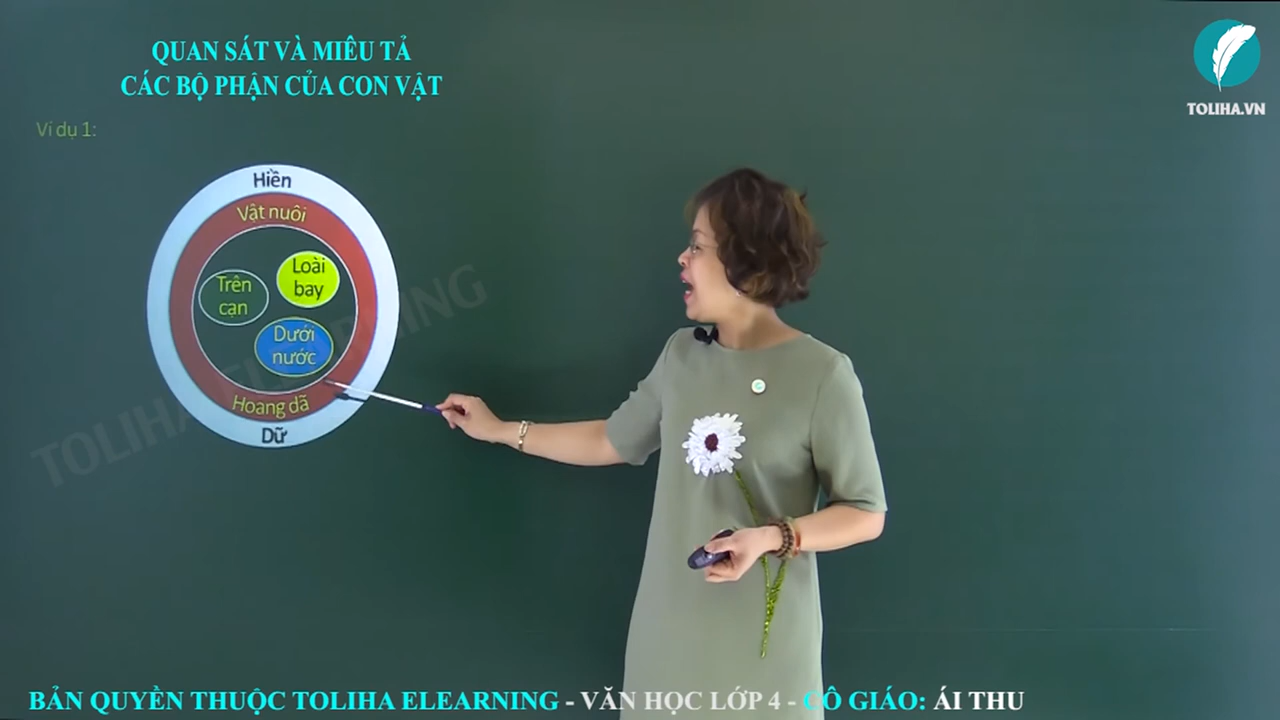 QUAN SÁT VÀ MIÊU TẢ
CÁC BỘ PHẬN CỦA CON VẬT
TOLIHA.VN
Ví dụ 1:
Hiền
Vật nuôi
Loài
bay
Trên
cạn
Dưới
nước
Hoang dã
Dữ
TOLIHA ELEARNING
BẢN QUYỀN THUỘC TOLIHA ELEARNING - VĂN HỌC LỚP 4 - CÔ GIÁO: ÁI THU